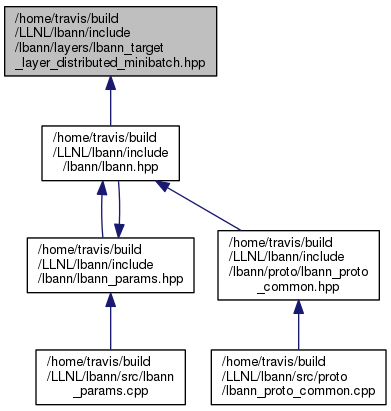 /home/travis/build
/LLNL/lbann/include
/lbann/layers/lbann_target
_layer_distributed_minibatch.hpp
/home/travis/build
/LLNL/lbann/include
/lbann/lbann.hpp
/home/travis/build
/LLNL/lbann/include
/lbann/lbann_params.hpp
/home/travis/build
/LLNL/lbann/include
/lbann/proto/lbann_proto
_common.hpp
/home/travis/build
/LLNL/lbann/src/lbann
_params.cpp
/home/travis/build
/LLNL/lbann/src/proto
/lbann_proto_common.cpp